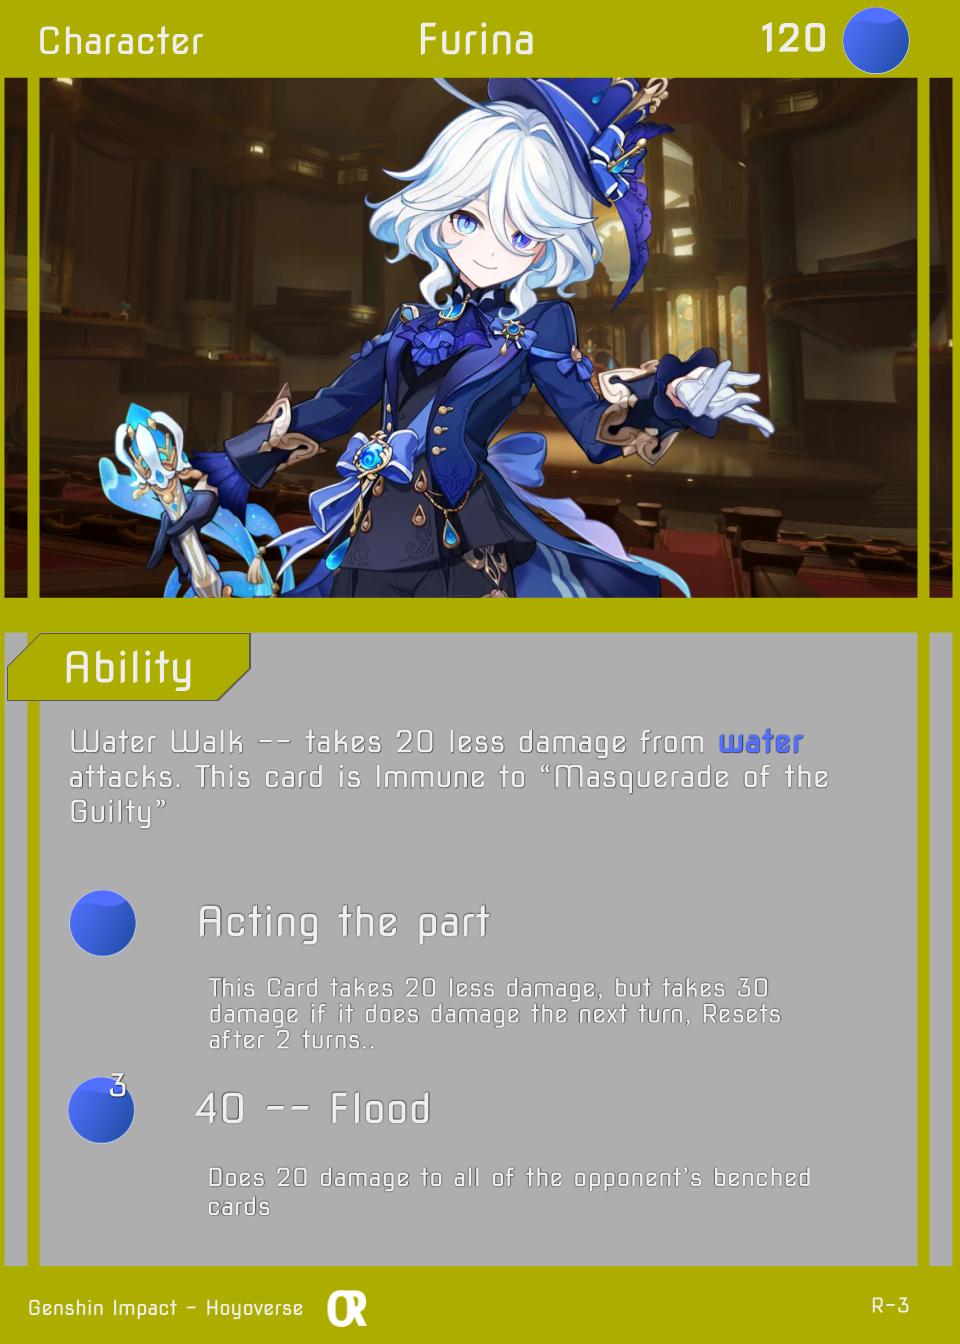 Character
Furina
120
Ability
Water Walk -- takes 20 less damage from water
attacks. This card is Immune to “Masquerade of the
Guilty”
Acting the part
This Card takes 20 less damage, but takes 30
damage if it does damage the next turn, Resets
after 2 turns..
3
40 -- Flood
Does 20 damage to all of the opponent’s benched
cards
Genshin Impact - Hoyoverse
OR
R-3